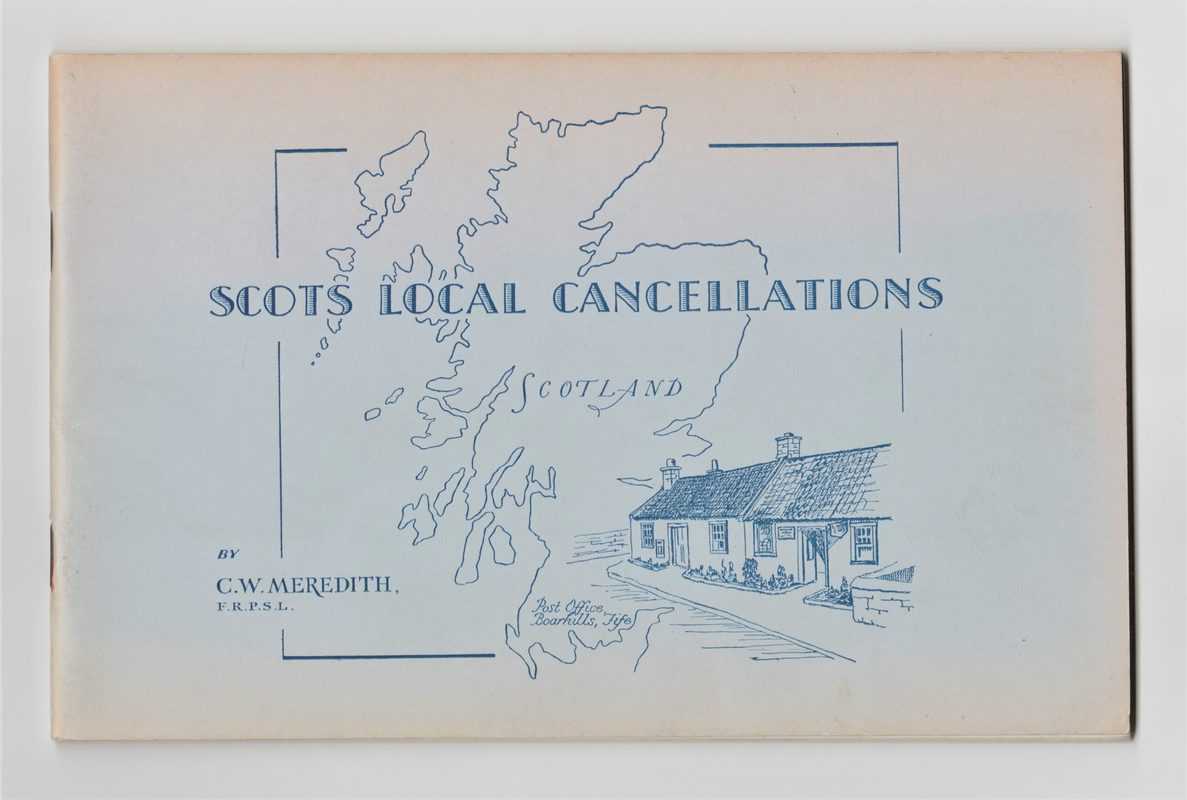 SCOTS LOCAL CANCELLATIONS
SCOTLAND
BY
C.W. MEREDITH,
F.R.P.S.L.
Post Office,
Boarhills, Fife